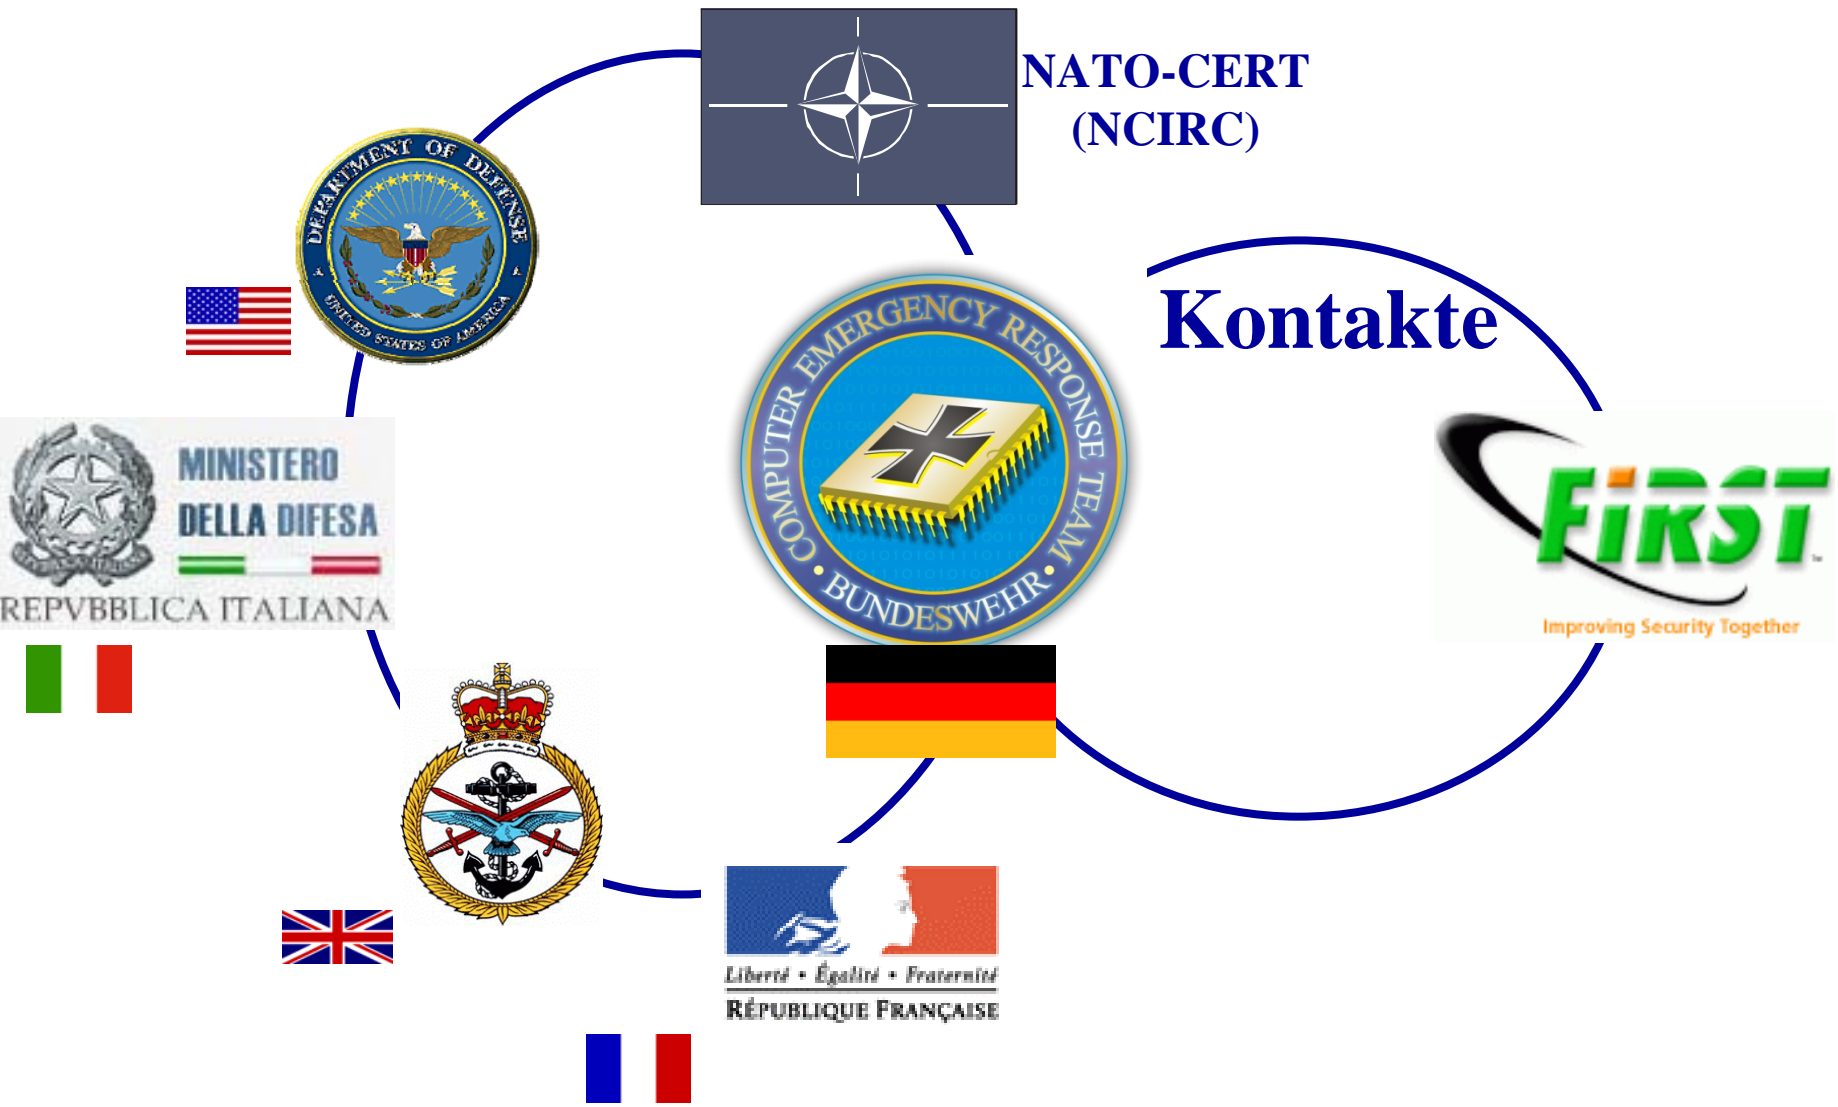 NATO-CERT
(NCIRC)
DEPARTMENT OF DEFENSE
UNITED STATES OF AMERICA
Kontakte
COMPUTER EMERGENCY RESPONSE TEAM
• BUNDESWEHR •
MINISTERO
DELLA DIFESA
REPVBBLICA ITALIANA
FiRST
Improving Security Together
Liberté • Égalité • Fraternité
RÉPUBLIQUE FRANÇAISE